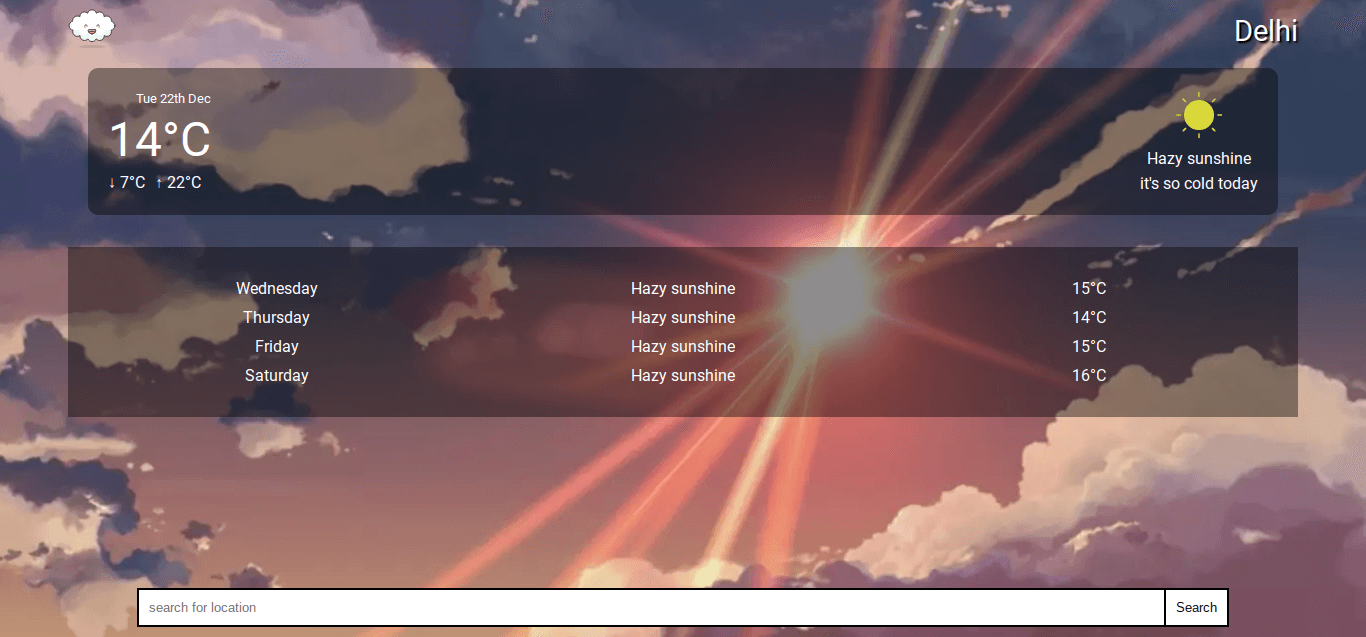 Delhi
Tue 22th Dec
14°C
↓ 7°C ↑ 22°C
Hazy sunshine
it's so cold today
Wednesday Hazy sunshine 15°C
Thursday Hazy sunshine 14°C
Friday Hazy sunshine 15°C
Saturday Hazy sunshine 16°C
search for location Search